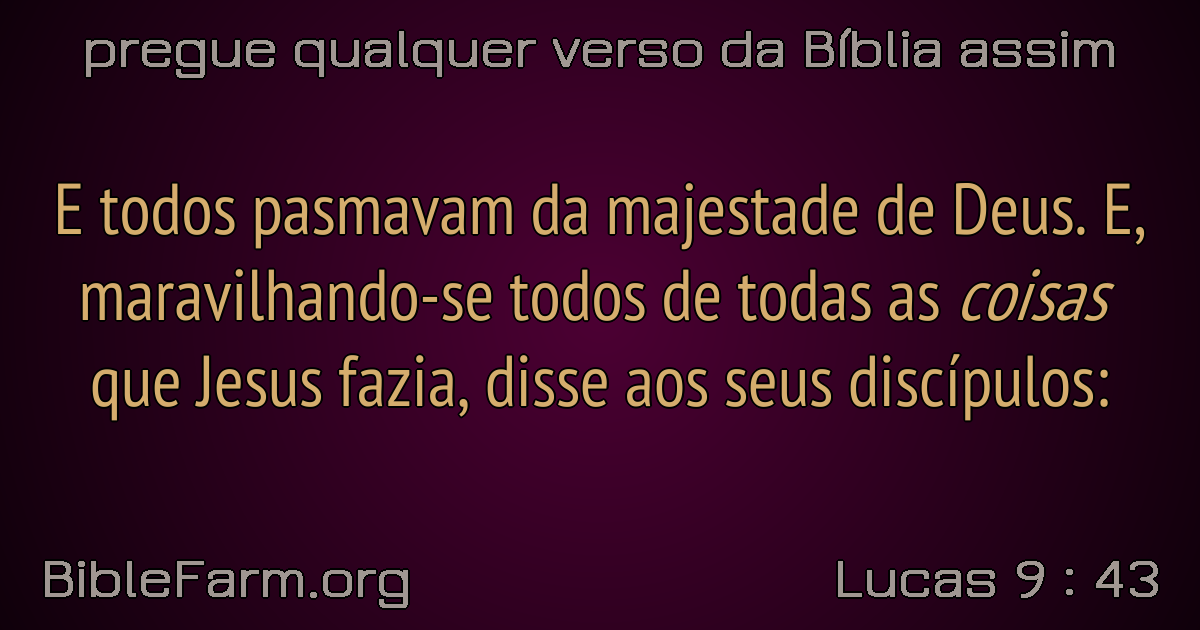 pregue qualquer verso da Bíblia assim
E todos pasmavam da majestade de Deus. E,
maravilhando-se todos de todas as coisas
que Jesus fazia, disse aos seus discípulos:
BibleFarm.org
Lucas 9 : 43